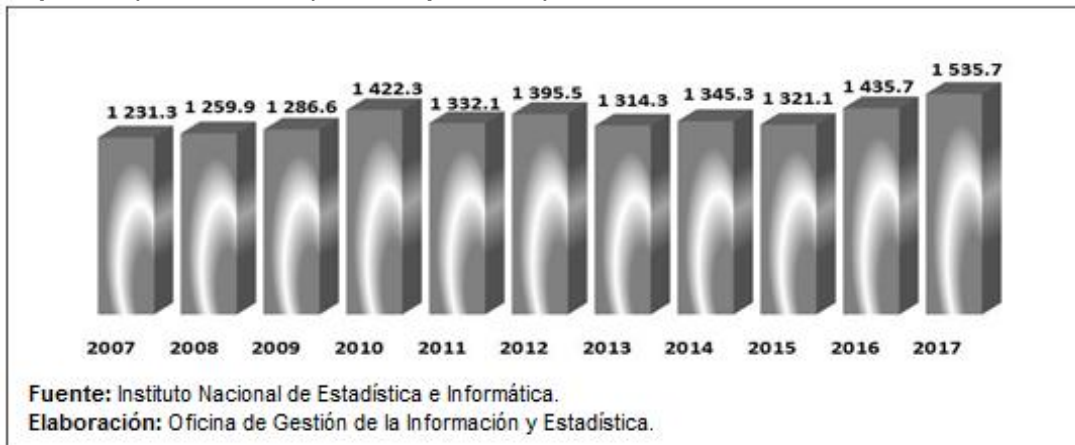 1 231.3 1 259.9 1 286.6 1 422.3 1 332.1 1 395.5 1 314.3 1 345.3 1 321.1 1 435.7 1 535.7
2007 2008 2009 2010 2011 2012 2013 2014 2015 2016 2017
Fuente: Instituto Nacional de Estadística e Informática.
Elaboración: Oficina de Gestión de la Información y Estadística.